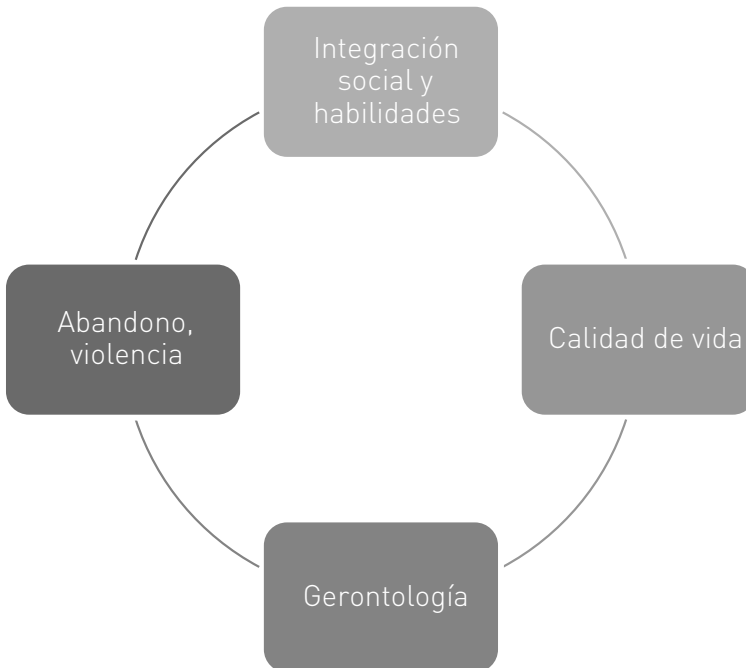 Integración
social y
habilidades
Abandono,
violencia
Calidad de vida
Gerontología